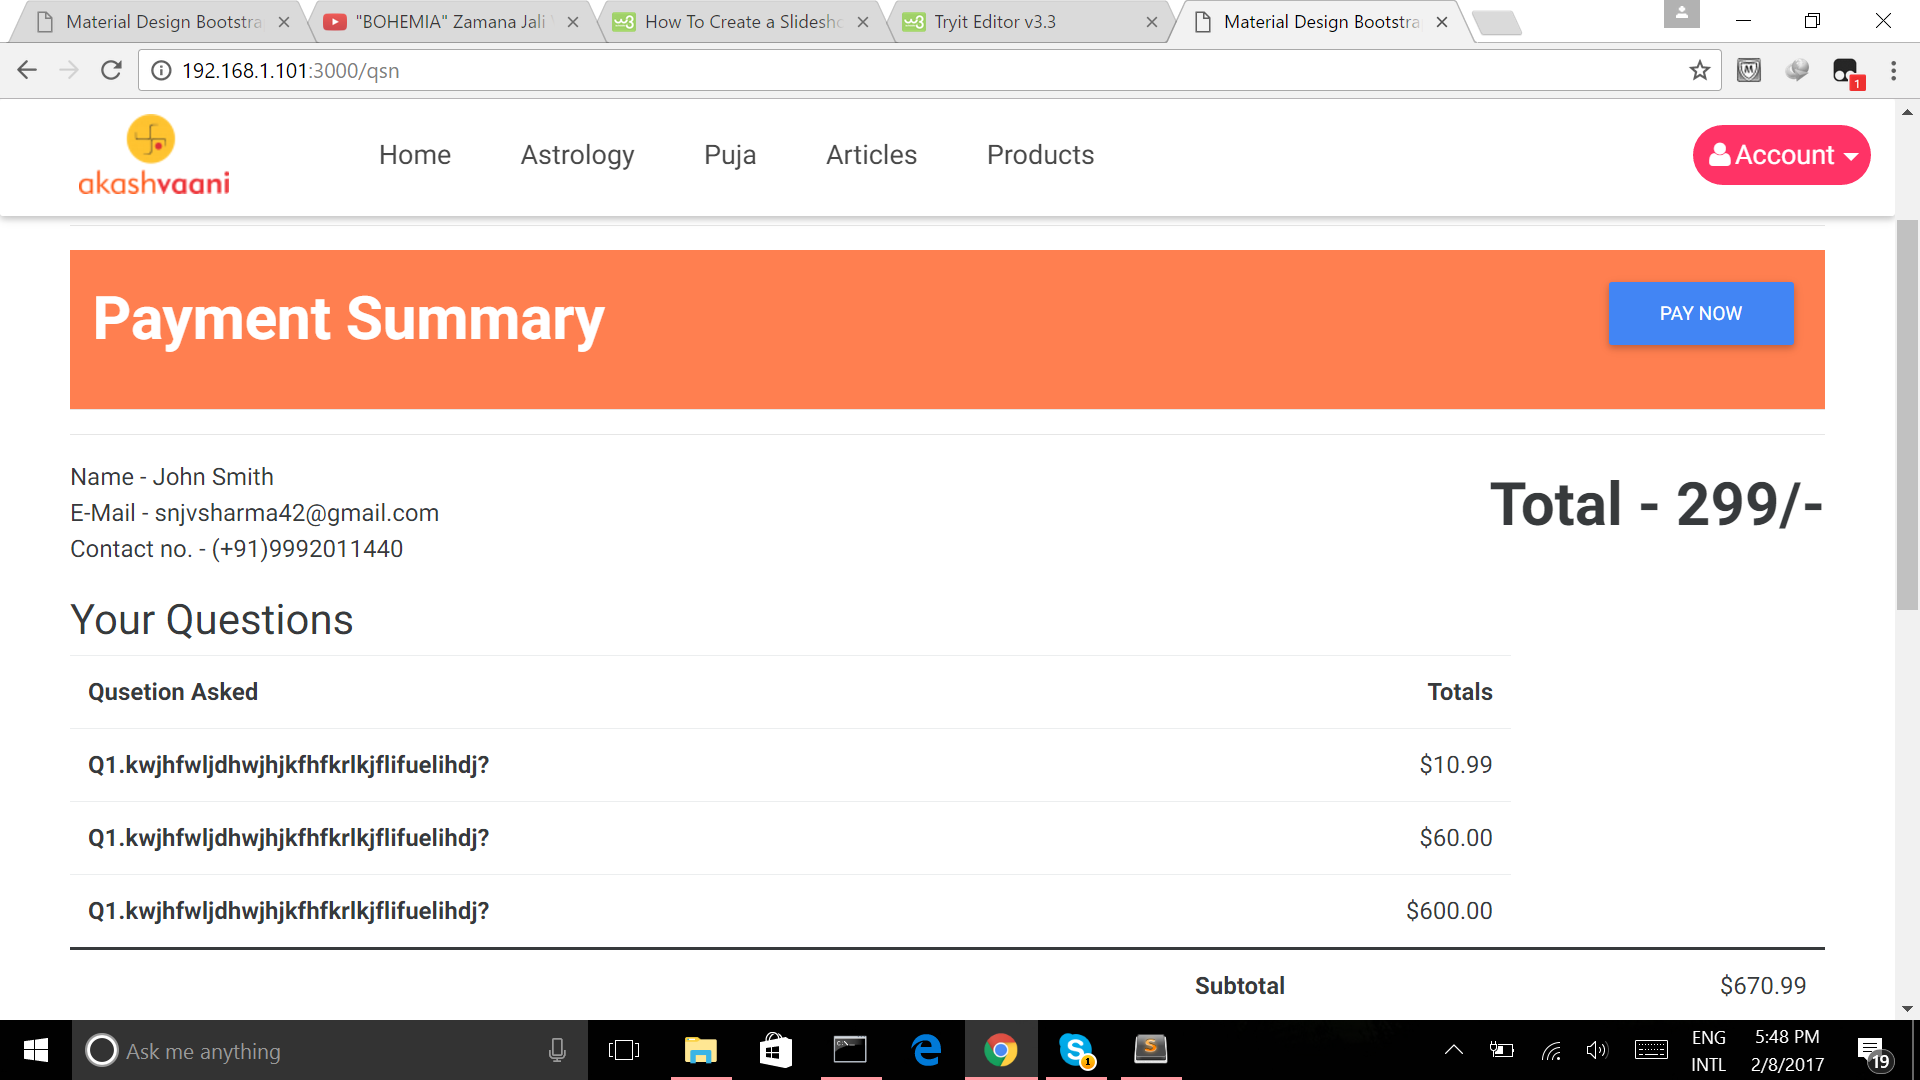 Material Design Bootstra
"BOHEMIA" Zamana Jali
How To Create a Slidesho
Tryit Editor v3.3
Material Design Bootstra
192.168.1.101:3000/qsn
1
akashvaani
Home
Astrology
Puja
Articles
Products
Account
Payment Summary
PAY NOW
Name - John Smith
E-Mail - snjvsharma42@gmail.com
Contact no. - (+91)9992011440
Total - 299/-
Your Questions
Qusetion Asked
Totals
Q1.kwjhfwljdhwjhjkfhfkrlkjflifuelihdj?
$10.99
Q1.kwjhfwljdhwjhjkfhfkrlkjflifuelihdj?
$60.00
Q1.kwjhfwljdhwjhjkfhfkrlkjflifuelihdj?
$600.00
Subtotal
$670.99
Ask me anything
ENG
INTL
5:48 PM
2/8/2017
19